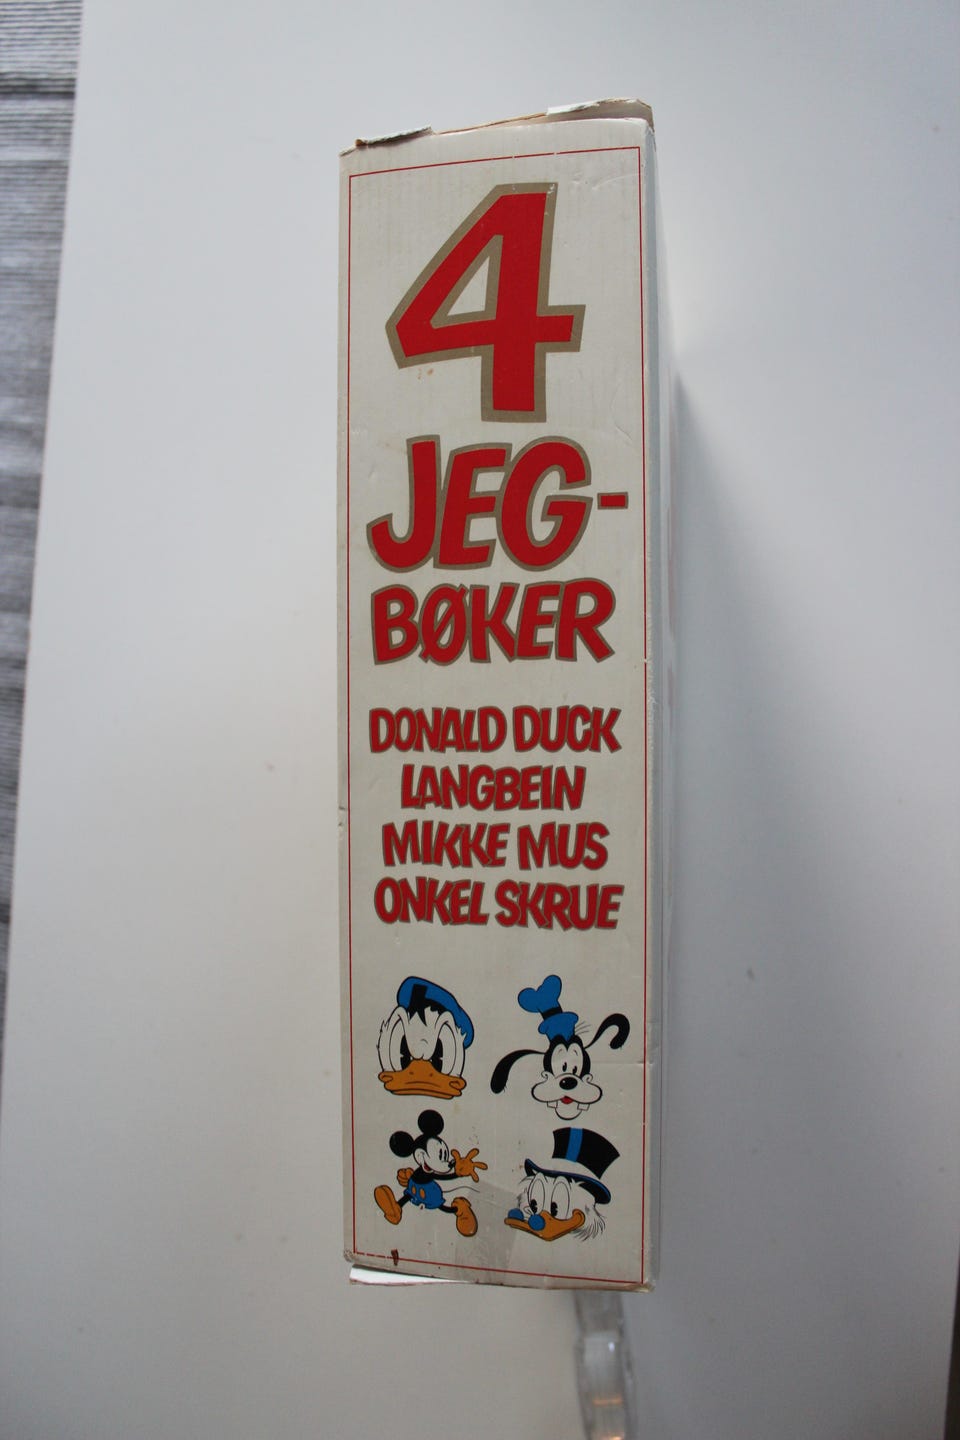 4
JEG-
BØKER
DONALD DUCK
LANGBEIN
MIKKE MUS
ONKEL SKRUE